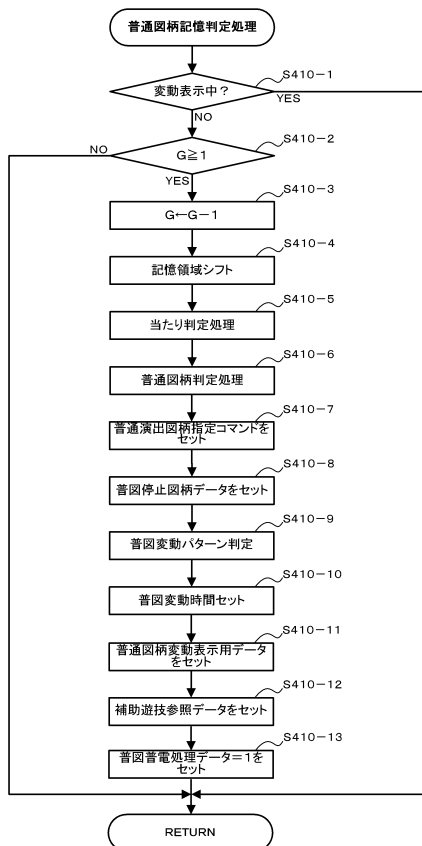 普通図柄記憶判定処理
S410-1
変動表示中？
YES
NO
S410-2
NO
G≧1
YES
S410-3
G←G-1
S410-4
記憶領域シフト
S410-5
当たり判定処理
S410-6
普通図柄判定処理
S410-7
普通演出図柄指定コマンドを
セット
S410-8
普図停止図柄データをセット
S410-9
普図変動パターン判定
S410-10
普図変動時間セット
S410-11
普通図柄変動表示用データ
をセット
S410-12
補助遊技参照データをセット
S410-13
普図普電処理データ＝1を
セット
RETURN